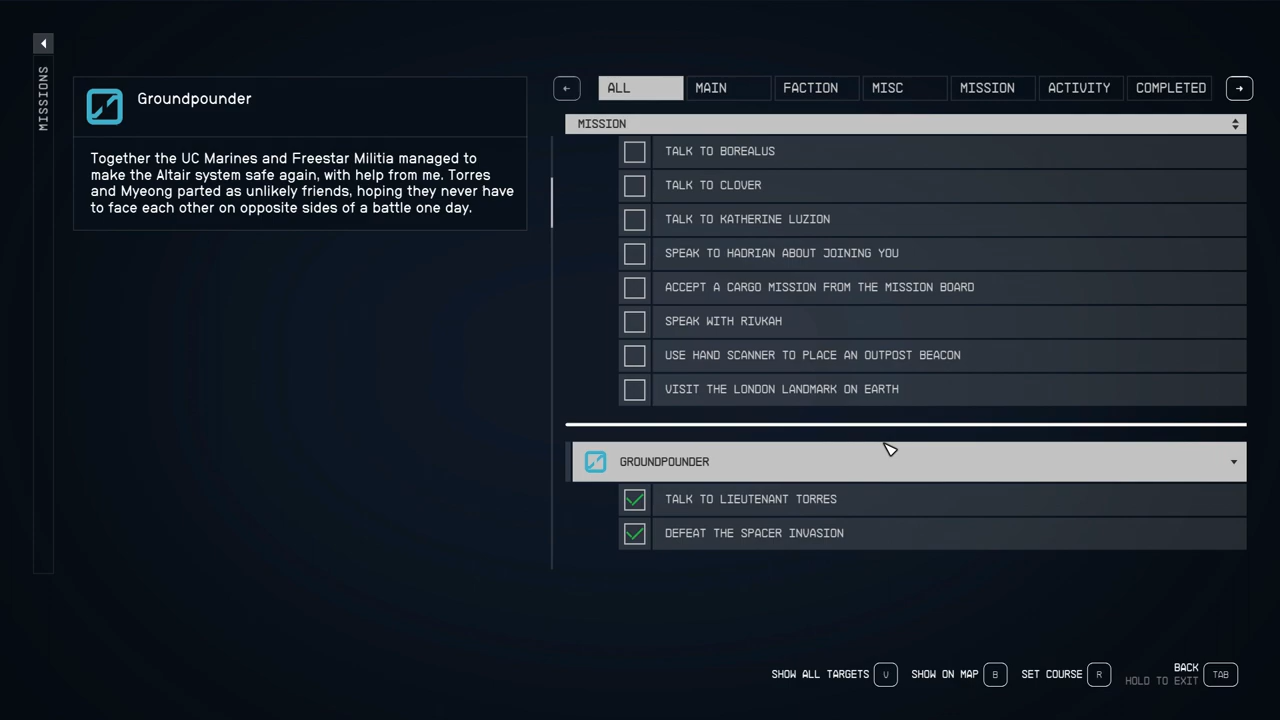 MISSIONS
Groundpounder
Together the UC Marines and Freestar Militia managed to
make the Altair system safe again, with help from me. Torres
and Myeong parted as unlikely friends, hoping they never have
to face each other on opposite sides of a battle one day.
ALL MAIN FACTION MISC MISSION ACTIVITY COMPLETED
MISSION
TALK TO BOREALUS
TALK TO CLOVER
TALK TO KATHERINE LUZION
SPEAK TO HADRIAN ABOUT JOINING YOU
ACCEPT A CARGO MISSION FROM THE MISSION BOARD
SPEAK WITH RIVKAH
USE HAND SCANNER TO PLACE AN OUTPOST BEACON
VISIT THE LONDON LANDMARK ON EARTH
GROUNDPOUNDER
TALK TO LIEUTENANT TORRES
DEFEAT THE SPACER INVASION
SHOW ALL TARGETS V SHOW ON MAP B SET COURSE R BACK TAB
HOLD TO EXIT